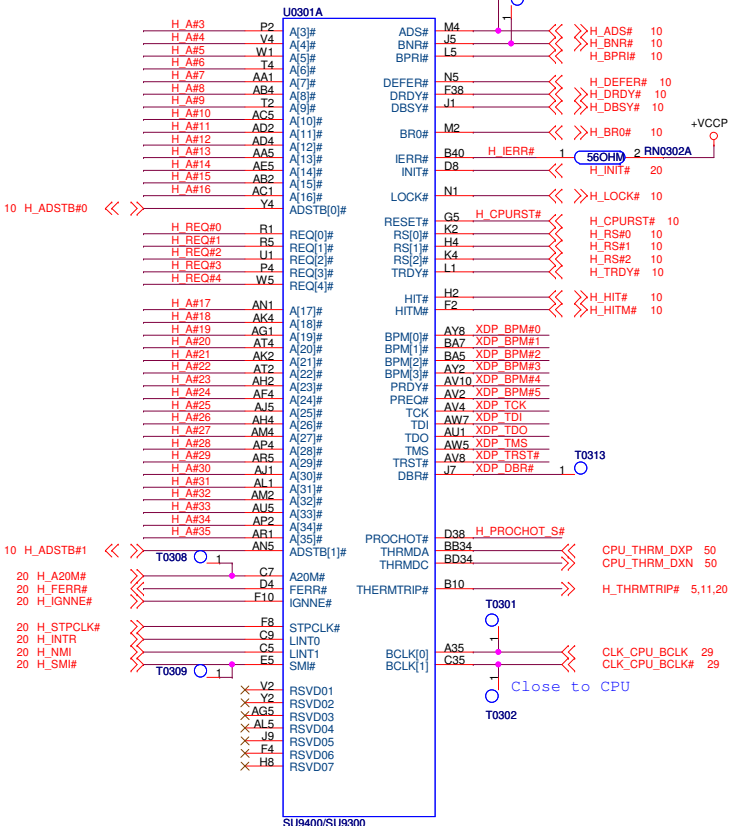 U0301A
H_A#3 P2 A[3]# ADS# M4 H_ADS# 10
H_A#4 V4 A[4]# BNR# J5 H_BNR# 10
H_A#5 W1 A[5]# BPRI# L5 H_BPRI# 10
H_A#6 T4 A[6]#
H_A#7 AA1 A[7]# DEFER# N5 H_DEFER# 10
H_A#8 AB4 A[8]# DRDY# F38 H_DRDY# 10
H_A#9 T2 A[9]# DBSY# J1 H_DBSY# 10
H_A#10 AC5 A[10]#
H_A#11 AD2 A[11]# BR0# M2 H_BR0# 10
+VCCP
H_A#12 AD4 A[12]#
H_A#13 AA5 A[13]# IERR# B40 H_IERR# 1 56OHM 2 RN0302A
H_A#14 AE5 A[14]# INIT# D8 H_INIT# 20
H_A#15 AB2 A[15]#
H_A#16 AC1 A[16]# LOCK# N1 H_LOCK# 10
10 H_ADSTB#0 Y4 ADSTB[0]#
RESET# G5 H_CPURST# H_CPURST# 10
H_REQ#0 R1 REQ[0]# RS[0]# K2 H_RS#0 10
H_REQ#1 R5 REQ[1]# RS[1]# H4 H_RS#1 10
H_REQ#2 U1 REQ[2]# RS[2]# K4 H_RS#2 10
H_REQ#3 P4 REQ[3]# TRDY# L1 H_TRDY# 10
H_REQ#4 W5 REQ[4]#
HIT# H2 H_HIT# 10
H_A#17 AN1 A[17]# HITM# F2 H_HITM# 10
H_A#18 AK4 A[18]#
H_A#19 AG1 A[19]# BPM[0]# AY8 XDP_BPM#0
H_A#20 AT4 A[20]# BPM[1]# BA7 XDP_BPM#1
H_A#21 AK2 A[21]# BPM[2]# BA5 XDP_BPM#2
H_A#22 AT2 A[22]# BPM[3]# AY2 XDP_BPM#3
H_A#23 AH2 A[23]# PRDY# AV10 XDP_BPM#4
H_A#24 AF4 A[24]# PREQ# AV2 XDP_BPM#5
H_A#25 AJ5 A[25]# TCK AV4 XDP_TCK
H_A#26 AH4 A[26]# TDI AW7 XDP_TDI
H_A#27 AM4 A[27]# TDO AU1 XDP_TDO
H_A#28 AP4 A[28]# TMS AW5 XDP_TMS
H_A#29 AR5 A[29]# TRST# AV8 XDP_TRST#
H_A#30 AJ1 A[30]# DBR# J7 XDP_DBR# 1 T0313
H_A#31 AL1 A[31]#
H_A#32 AM2 A[32]#
H_A#33 AU5 A[33]#
H_A#34 AP2 A[34]#
H_A#35 AR1 A[35]# PROCHOT# D38 H_PROCHOT_S#
10 H_ADSTB#1 AN5 ADSTB[1]# THRMDA BB34 CPU_THRM_DXP 50
T0308 1 THRMDC BD34 CPU_THRM_DXN 50
20 H_A20M# C7 A20M#
20 H_FERR# D4 FERR# THERMTRIP# B10 H_THRMTRIP# 5,11,20
20 H_IGNNE# F10 IGNNE#
T0301
1
20 H_STPCLK# F8 STPCLK#
20 H_INTR C9 LINT0
20 H_NMI C5 LINT1 BCLK[0] A35 CLK_CPU_BCLK 29
20 H_SMI# E5 SMI# BCLK[1] C35 CLK_CPU_BCLK# 29
T0309 1
1
V2 RSVD01 Close to CPU
Y2 RSVD02
T0302
AG5 RSVD03
AL5 RSVD04
J9 RSVD05
F4 RSVD06
H8 RSVD07
SU9400/SU9300